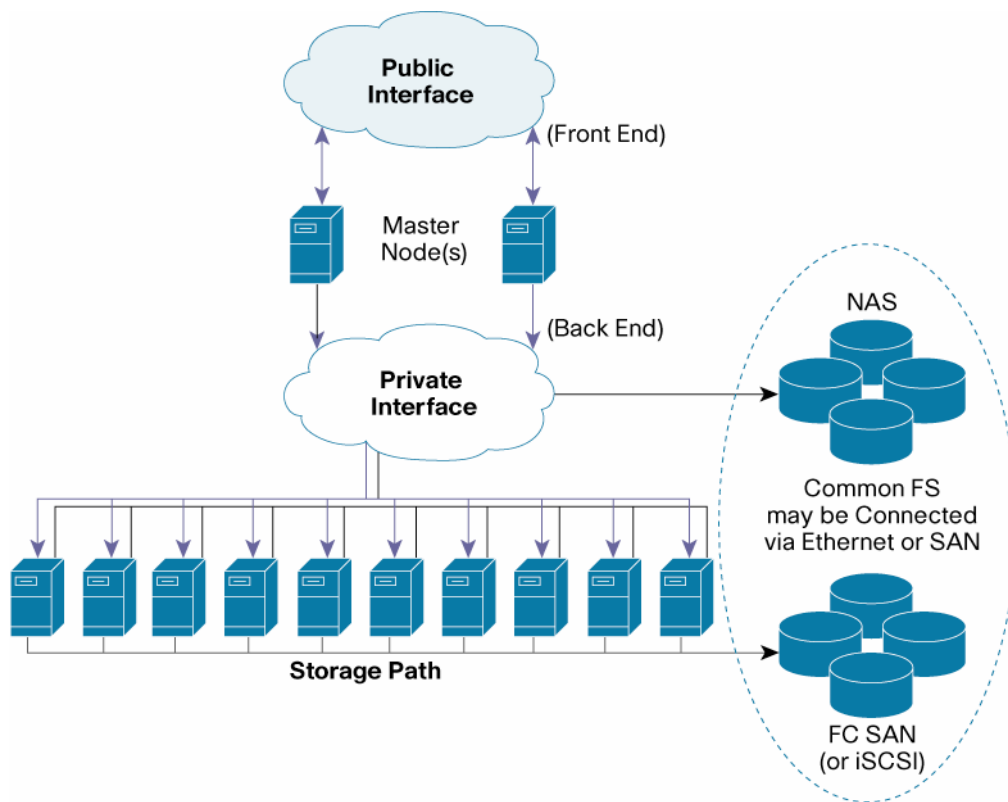 Public
Interface
(Front End)
Master
Node(s)
(Back End)
NAS
Private
Interface
Common FS
may be Connected
via Ethernet or SAN
Storage Path
FC SAN
(or iSCSI)